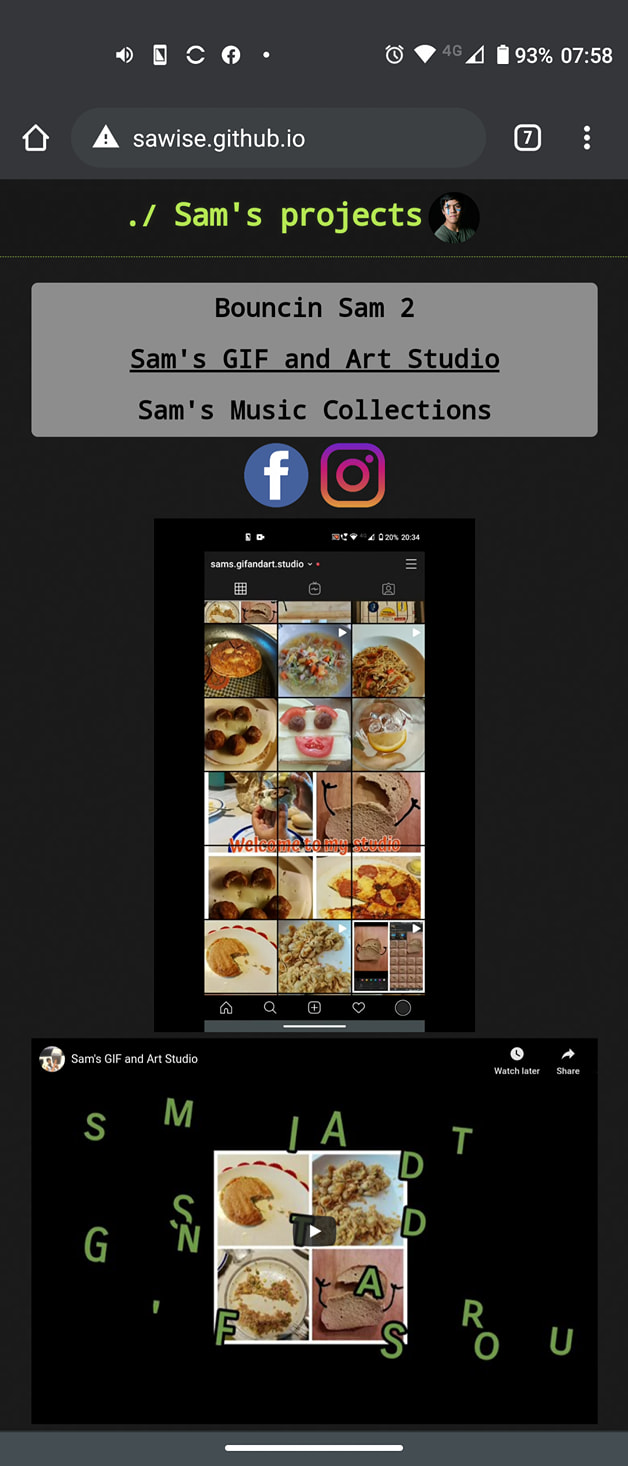 4G 93% 07:58
sawise.github.io 7
./ Sam's projects
Bouncin Sam 2
Sam's GIF and Art Studio
Sam's Music Collections
20% 20:34
sams.gifandart.studio
Welcome to my studio
Sam's GIF and Art Studio
Watch later Share
S M I A T
D
S T D
G N
A
' F S R O U